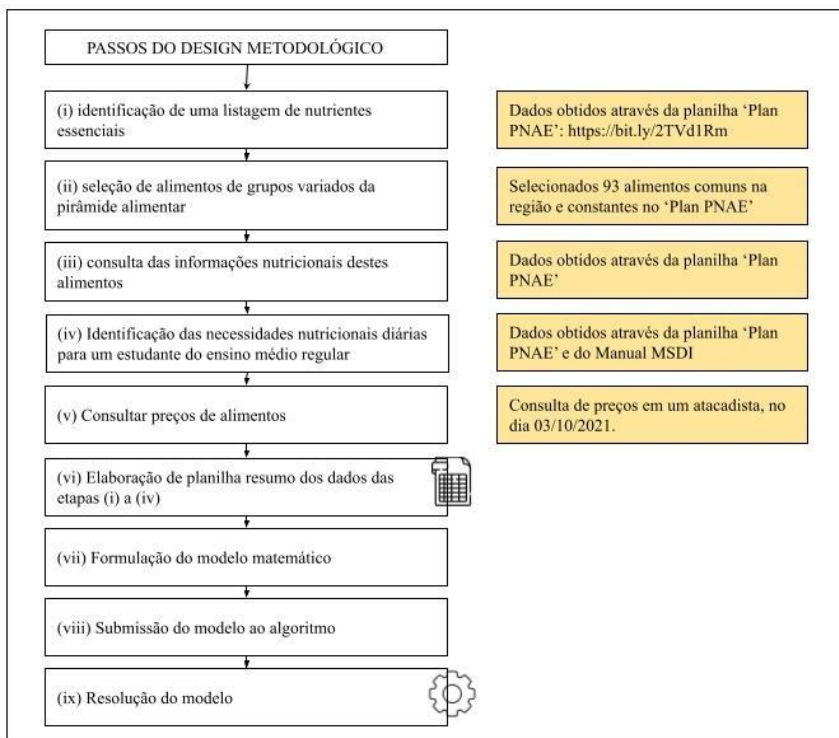 PASSOS DO DESIGN METODOLÓGICO
(i) identificação de uma listagem de nutrientes
essenciais
Dados obtidos através da planilha ‘Plan
PNAE’: https://bit.ly/2TVd1Rm
(ii) seleção de alimentos de grupos variados da
pirâmide alimentar
Selecionados 93 alimentos comuns na
região e constantes no ‘Plan PNAE’
(iii) consulta das informações nutricionais destes
alimentos
Dados obtidos através da planilha ‘Plan
PNAE’
(iv) Identificação das necessidades nutricionais diárias
para um estudante do ensino médio regular
Dados obtidos através da planilha ‘Plan
PNAE’ e do Manual MSDI
(v) Consultar preços de alimentos
Consulta de preços em um atacadista, no
dia 03/10/2021.
(vi) Elaboração de planilha resumo dos dados das
etapas (i) a (iv)
(vii) Formulação do modelo matemático
(viii) Submissão do modelo ao algoritmo
(ix) Resolução do modelo